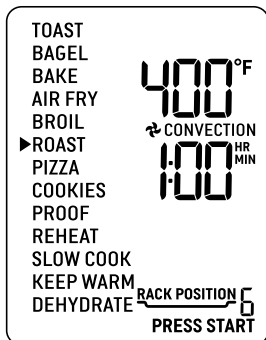 TOAST
BAGEL
BAKE
AIR FRY
BROIL
ROAST
PIZZA
COOKIES
PROOF
REHEAT
SLOW COOK
KEEP WARM
DEHYDRATE
400°F
CONVECTION
1:00 HR MIN
RACK POSITION 6
PRESS START